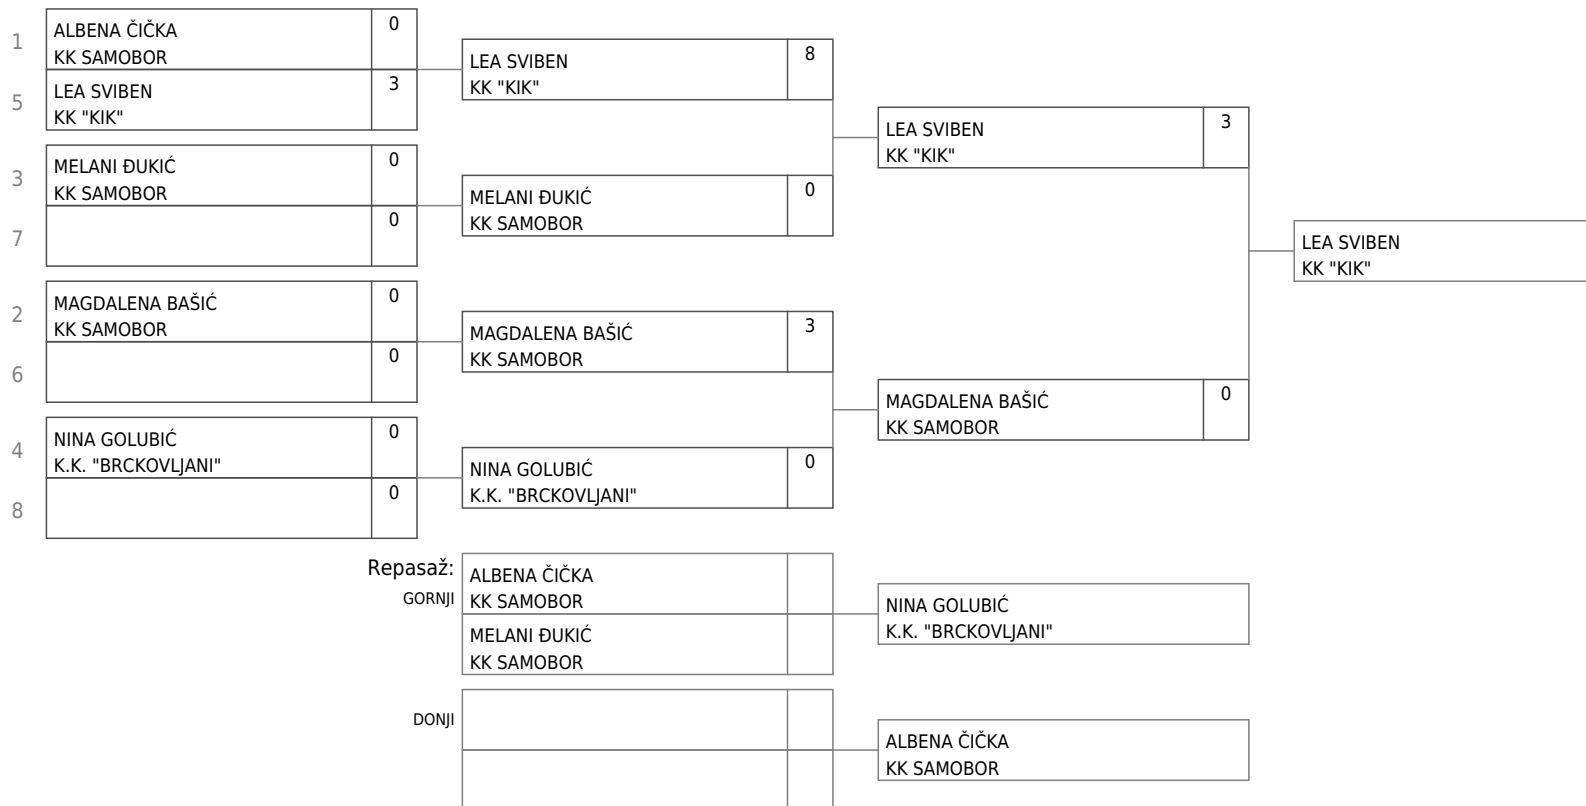 1
ALBENA ČIČKA 0
KK SAMOBOR
5
LEA SVIBEN 3
KK "KIK"
3
MELANI ĐUKIĆ 0
KK SAMOBOR
7
0
2
MAGDALENA BAŠIĆ 0
KK SAMOBOR
6
0
4
NINA GOLUBIĆ 0
K.K. "BRCKOVLJANI"
8
0
LEA SVIBEN 8
KK "KIK"
MELANI ĐUKIĆ 0
KK SAMOBOR
MAGDALENA BAŠIĆ 3
KK SAMOBOR
NINA GOLUBIĆ 0
K.K. "BRCKOVLJANI"
LEA SVIBEN 3
KK "KIK"
MAGDALENA BAŠIĆ 0
KK SAMOBOR
LEA SVIBEN
KK "KIK"
Repasaž:
GORNJI
ALBENA ČIČKA
KK SAMOBOR
MELANI ĐUKIĆ
KK SAMOBOR
NINA GOLUBIĆ
K.K. "BRCKOVLJANI"
DONJI
ALBENA ČIČKA
KK SAMOBOR